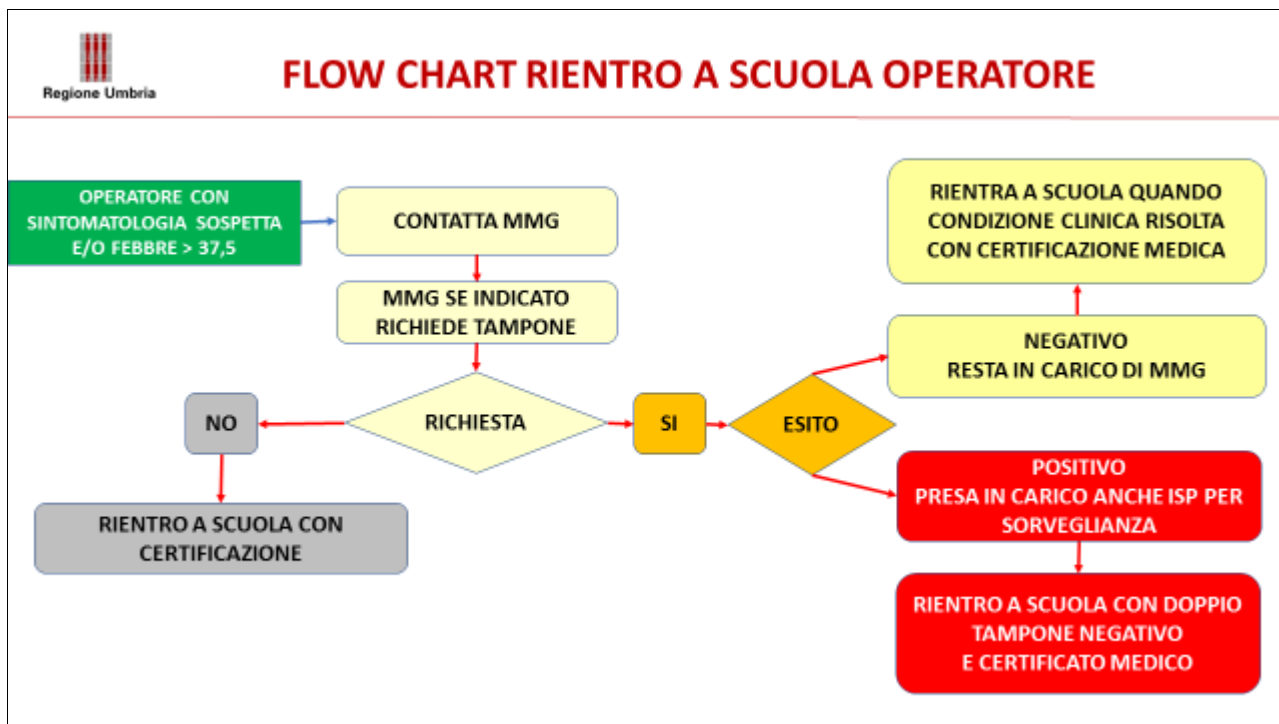 Regione Umbria
FLOW CHART RIENTRO A SCUOLA OPERATORE
OPERATORE CON
SINTOMATOLOGIA SOSPETTA
E/O FEBBRE > 37,5
CONTATTA MMG
MMG SE INDICATO
RICHIEDE TAMPONE
RICHIESTA
NO
RIENTRO A SCUOLA CON
CERTIFICAZIONE
SI
ESITO
RIENTRA A SCUOLA QUANDO
CONDIZIONE CLINICA RISOLTA
CON CERTIFICAZIONE MEDICA
NEGATIVO
RESTA IN CARICO DI MMG
POSITIVO
PRESA IN CARICO ANCHE ISP PER
SORVEGLIANZA
RIENTRO A SCUOLA CON DOPPIO
TAMPONE NEGATIVO
E CERTIFICATO MEDICO